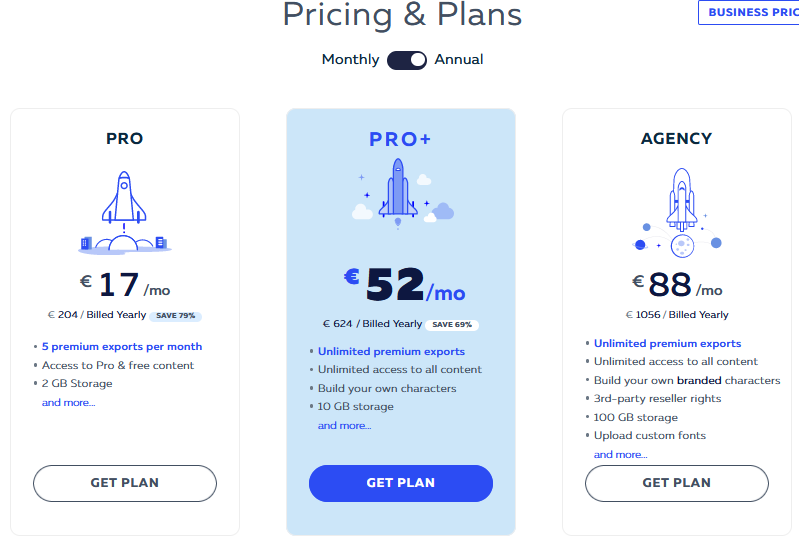 Pricing & Plans
BUSINESS PRIC
Monthly Annual
PRO
€ 17 /mo
€ 204 / Billed Yearly SAVE 79%
• 5 premium exports per month
• Access to Pro & free content
• 2 GB Storage
and more...
GET PLAN
PRO+
€ 52/mo
€ 624 / Billed Yearly SAVE 69%
• Unlimited premium exports
• Unlimited access to all content
• Build your own characters
• 10 GB storage
and more...
GET PLAN
AGENCY
€ 88 /mo
€ 1056 / Billed Yearly
• Unlimited premium exports
• Unlimited access to all content
• Build your own branded characters
• 3rd-party reseller rights
• 100 GB storage
• Upload custom fonts
and more...
GET PLAN